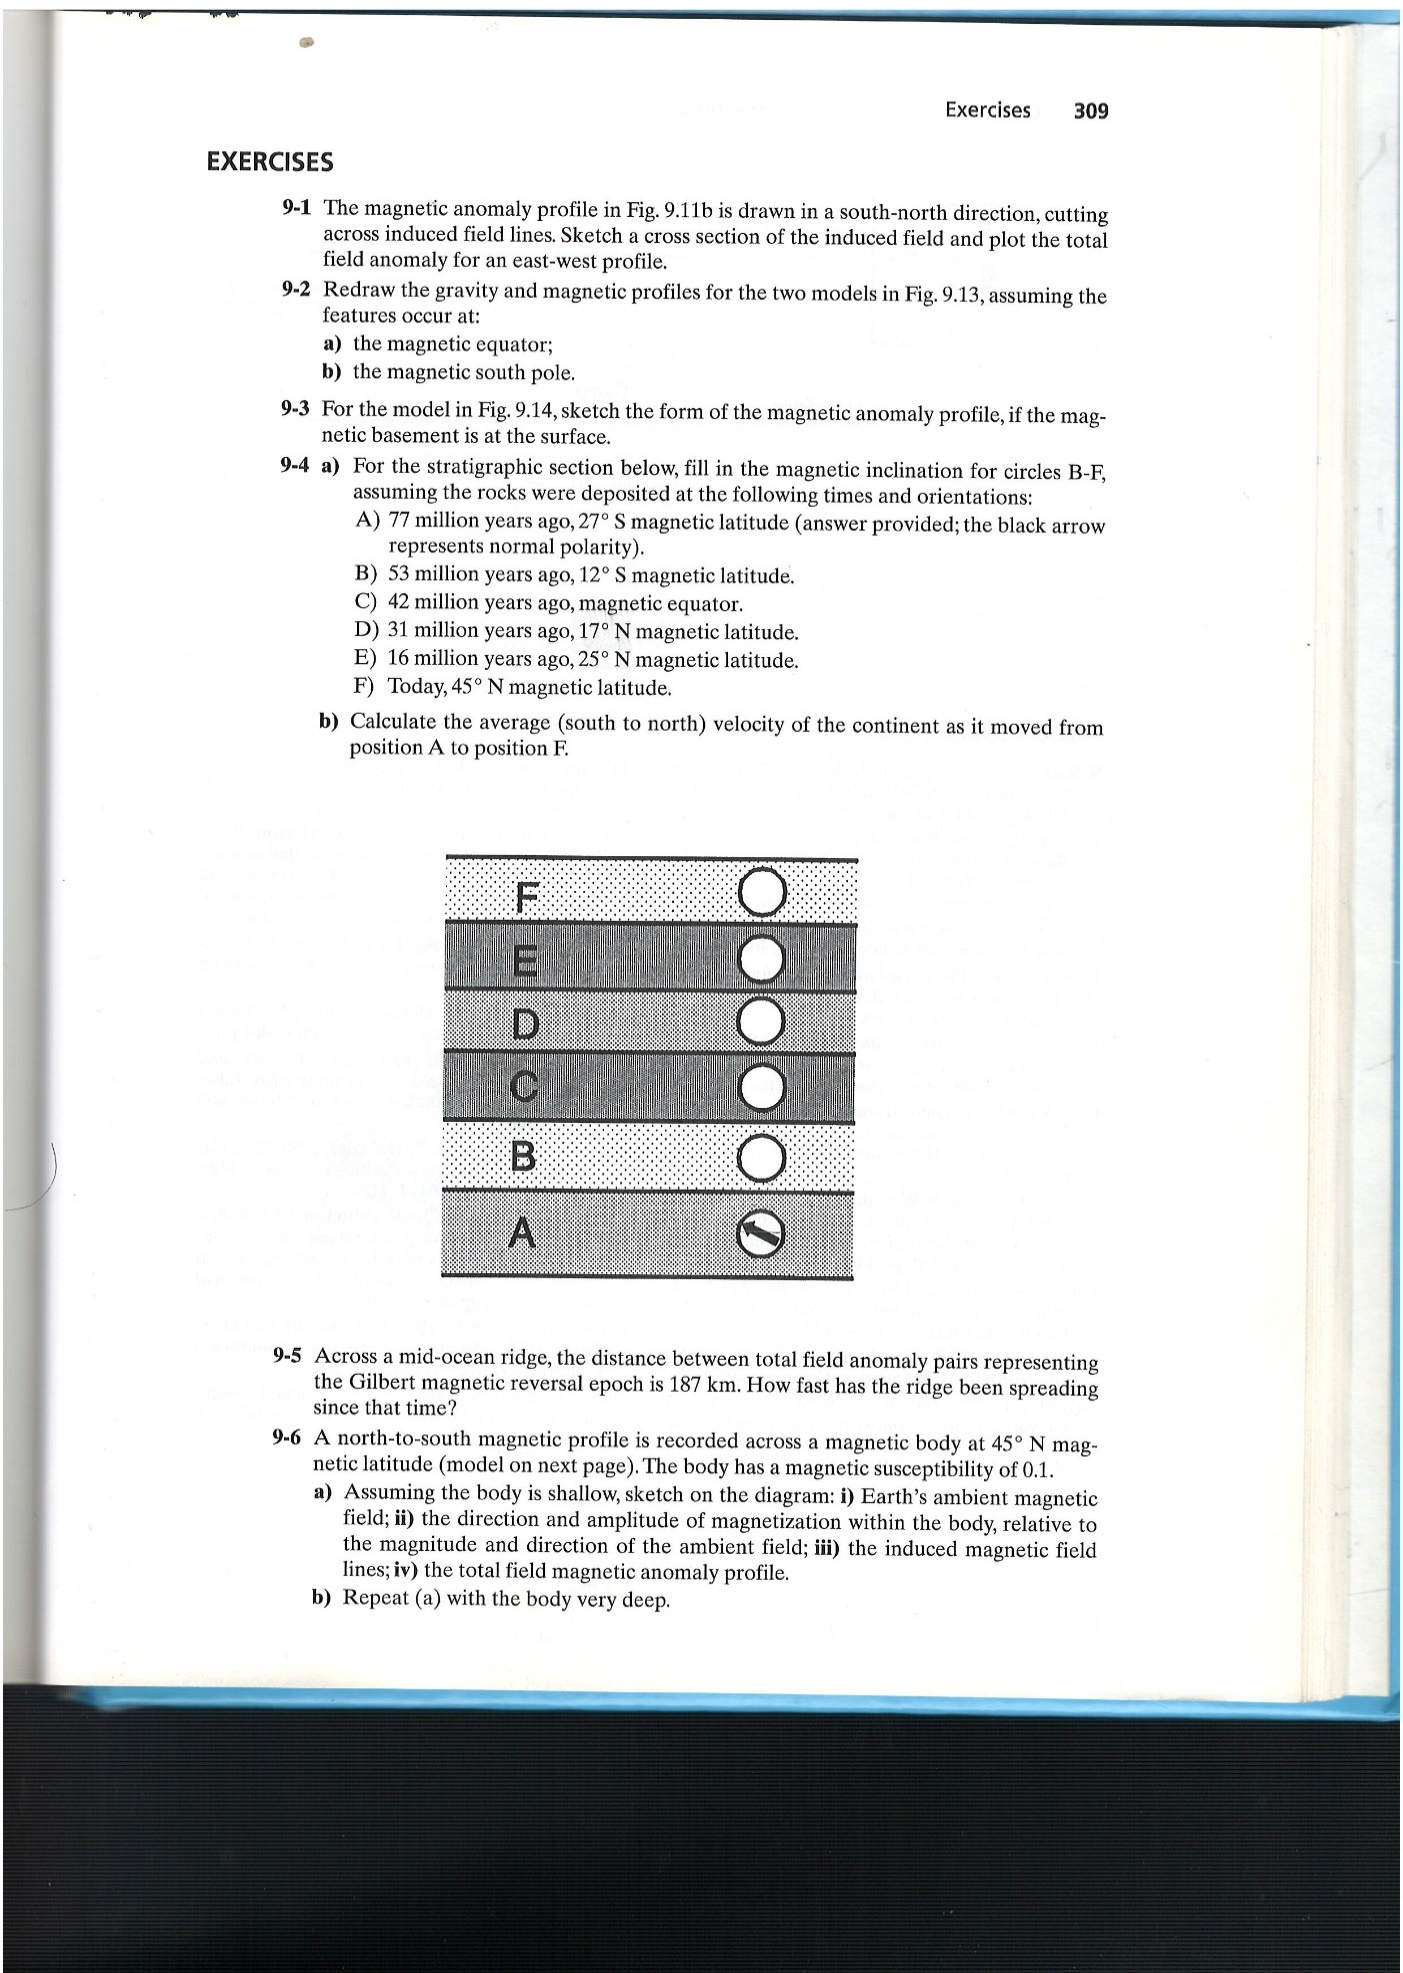 Exercises 309
EXERCISES
9-1 The magnetic anomaly profile in Fig. 9.11b is drawn in a south-north direction, cutting
across induced field lines. Sketch a cross section of the induced field and plot the total
field anomaly for an east-west profile.
9-2 Redraw the gravity and magnetic profiles for the two models in Fig. 9.13, assuming the
features occur at:
a) the magnetic equator;
b) the magnetic south pole.
9-3 For the model in Fig. 9.14, sketch the form of the magnetic anomaly profile, if the mag-
netic basement is at the surface.
9-4 a) For the stratigraphic section below, fill in the magnetic inclination for circles B-F,
assuming the rocks were deposited at the following times and orientations:
A) 77 million years ago, 27° S magnetic latitude (answer provided; the black arrow
represents normal polarity).
B) 53 million years ago, 12° S magnetic latitude.
C) 42 million years ago, magnetic equator.
D) 31 million years ago, 17° N magnetic latitude.
E) 16 million years ago, 25° N magnetic latitude.
F) Today, 45° N magnetic latitude.
b) Calculate the average (south to north) velocity of the continent as it moved from
position A to position F.
F
E
D
C
B
A
9-5 Across a mid-ocean ridge, the distance between total field anomaly pairs representing
the Gilbert magnetic reversal epoch is 187 km. How fast has the ridge been spreading
since that time?
9-6 A north-to-south magnetic profile is recorded across a magnetic body at 45° N mag-
netic latitude (model on next page). The body has a magnetic susceptibility of 0.1.
a) Assuming the body is shallow, sketch on the diagram: i) Earth's ambient magnetic
field; ii) the direction and amplitude of magnetization within the body, relative to
the magnitude and direction of the ambient field; iii) the induced magnetic field
lines; iv) the total field magnetic anomaly profile.
b) Repeat (a) with the body very deep.